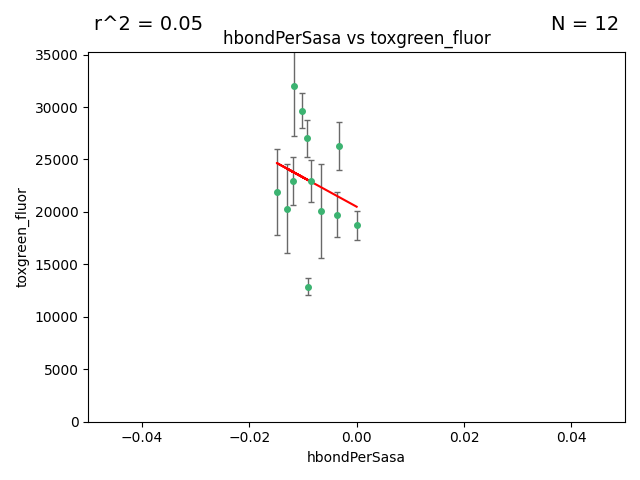 r^2 = 0.05
N = 12
hbondPerSasa vs toxgreen_fluor
35000
30000
25000
20000
15000
10000
5000
0
toxgreen_fluor
−0.04
−0.02
0.00
0.02
0.04
hbondPerSasa